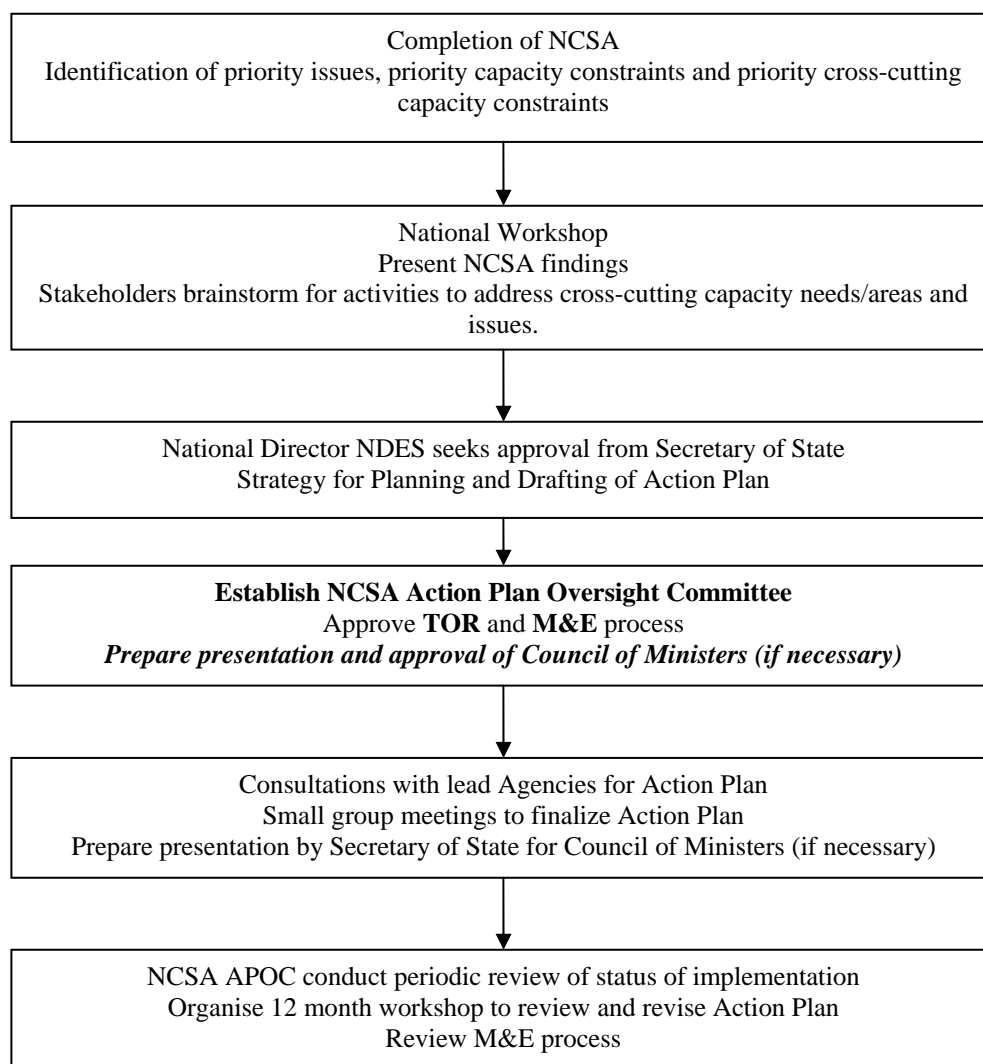 Completion of NCSA
Identification of priority issues, priority capacity constraints and priority cross-cutting
capacity constraints
National Workshop
Present NCSA findings
Stakeholders brainstorm for activities to address cross-cutting capacity needs/areas and
issues.
National Director NDES seeks approval from Secretary of State
Strategy for Planning and Drafting of Action Plan
Establish NCSA Action Plan Oversight Committee
Approve TOR and M&E process
Prepare presentation and approval of Council of Ministers (if necessary)
Consultations with lead Agencies for Action Plan
Small group meetings to finalize Action Plan
Prepare presentation by Secretary of State for Council of Ministers (if necessary)
NCSA APOC conduct periodic review of status of implementation
Organise 12 month workshop to review and revise Action Plan
Review M&E process